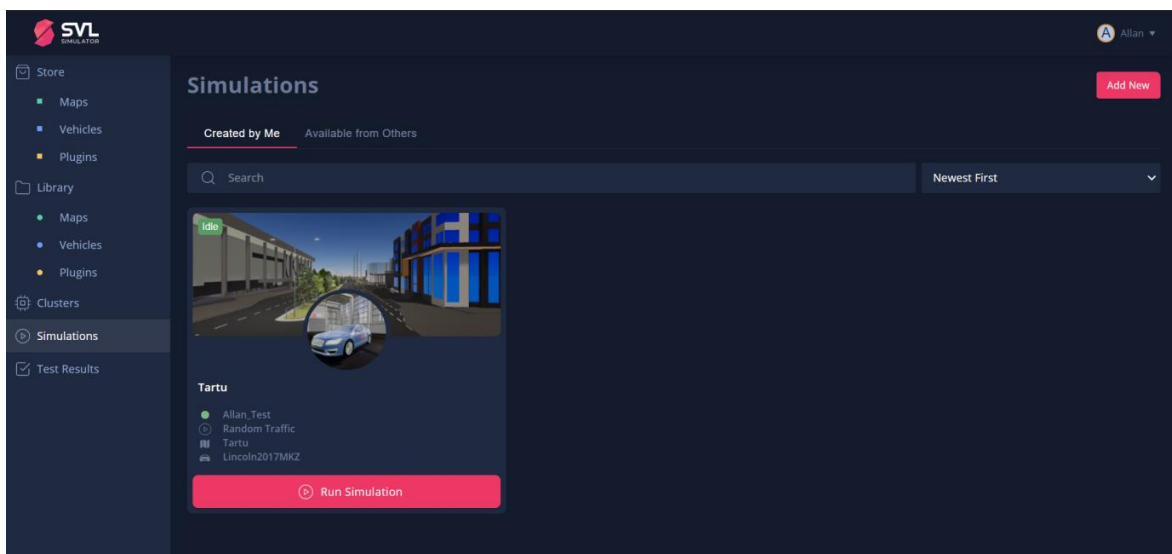 SVL
SIMULATOR
A Allan
Store
Maps
Vehicles
Plugins
Library
Maps
Vehicles
Plugins
Clusters
Simulations
Test Results
Simulations
Add New
Created by Me Available from Others
Search Newest First
Idle
Tartu
Allan_Test
Random Traffic
Tartu
Lincoln2017MKZ
Run Simulation